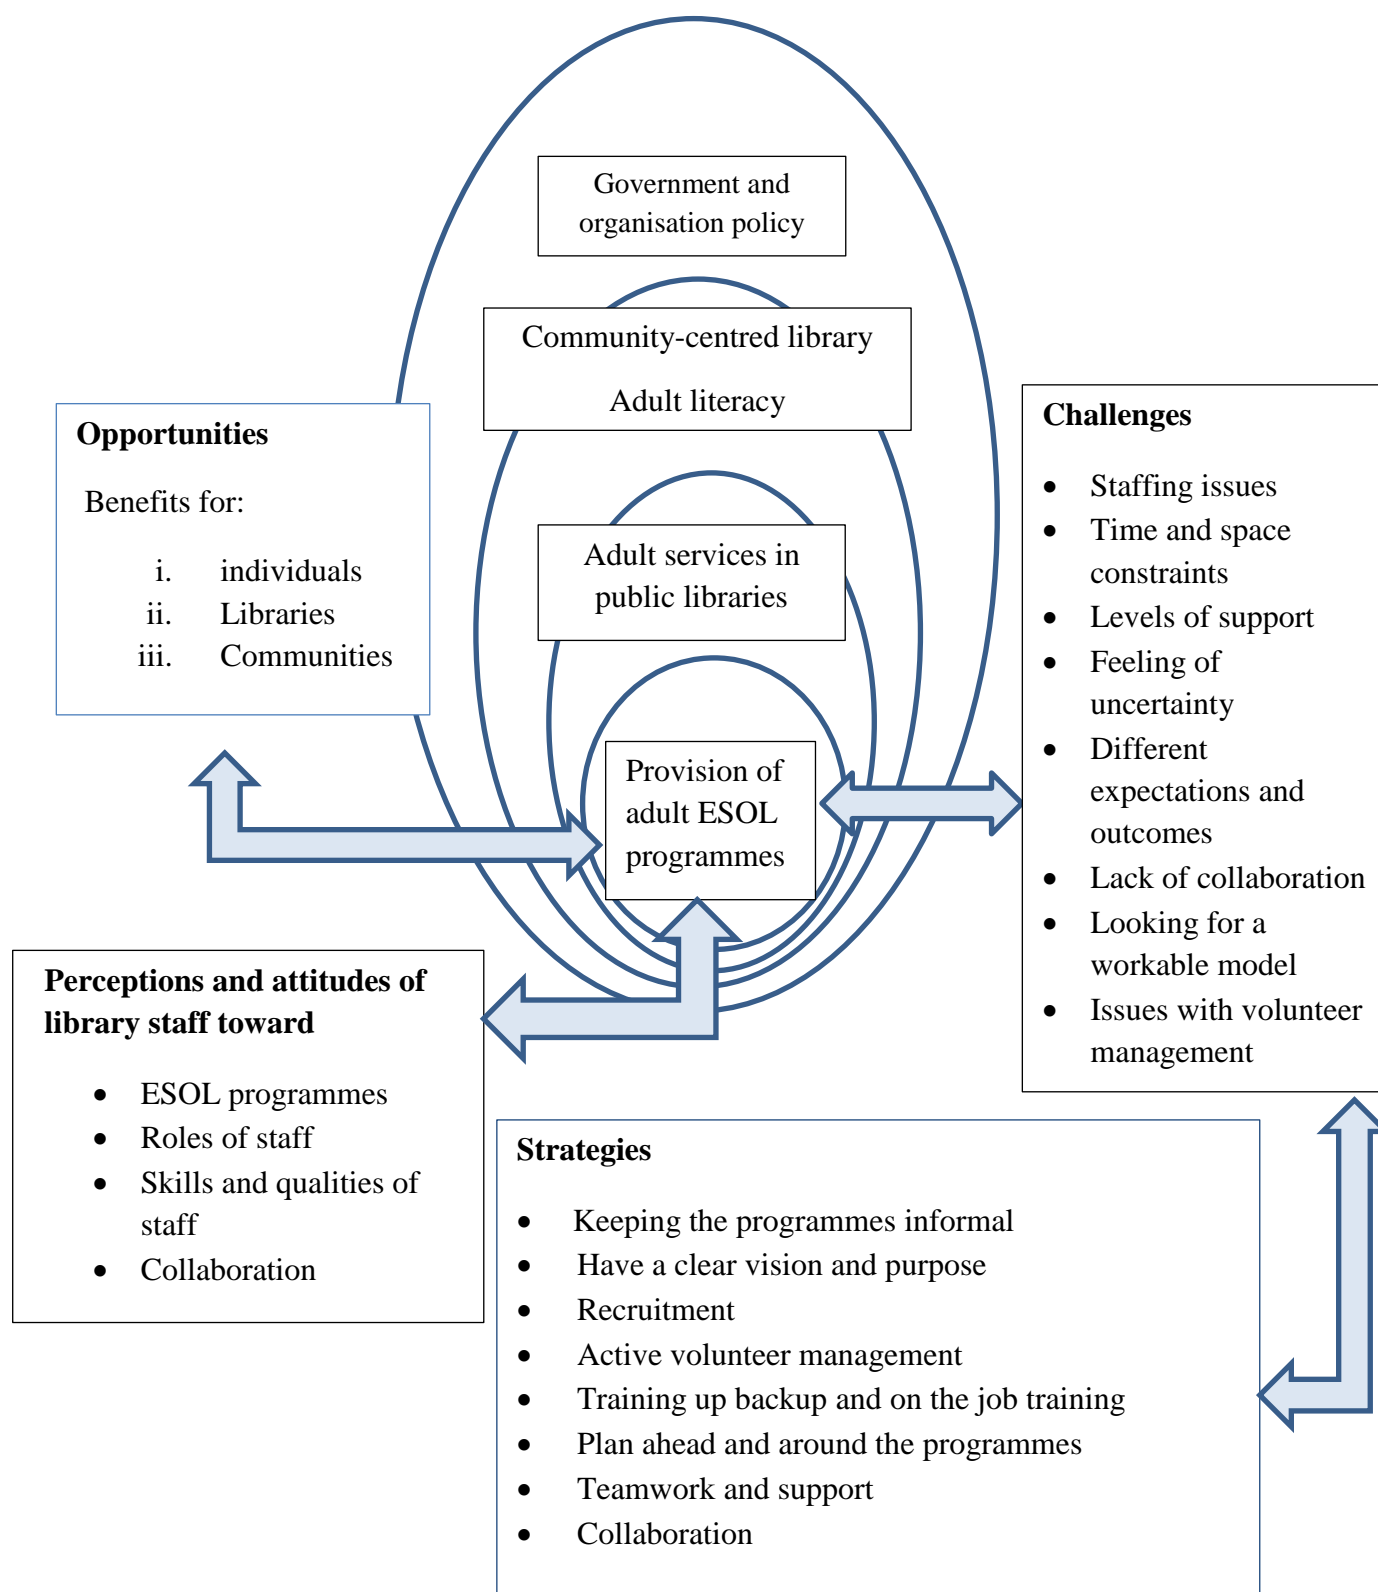 Government and
organisation policy
Community-centred library
Adult literacy
Adult services in
public libraries
Provision of
adult ESOL
programmes
Opportunities
Benefits for:
i. individuals
ii. Libraries
iii. Communities
Challenges
• Staffing issues
• Time and space
constraints
• Levels of support
• Feeling of
uncertainty
• Different
expectations and
outcomes
• Lack of collaboration
• Looking for a
workable model
• Issues with volunteer
management
Perceptions and attitudes of
library staff toward
• ESOL programmes
• Roles of staff
• Skills and qualities of
staff
• Collaboration
Strategies
• Keeping the programmes informal
• Have a clear vision and purpose
• Recruitment
• Active volunteer management
• Training up backup and on the job training
• Plan ahead and around the programmes
• Teamwork and support
• Collaboration